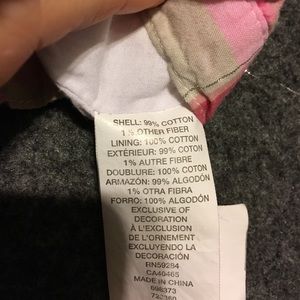 SHELL: 99% COTTON
1% OTHER FIBER
LINING: 100% COTTON
EXTÉRIEUR: 99% COTON
1% AUTRE FIBRE
DOUBLURE: 100% COTON
ARMAZÓN: 99% ALGODÓN
1% OTRA FIBRA
FORRO: 100% ALGODÓN
EXCLUSIVE OF
DECORATION
À L'EXCLUSION
DE L'ORNEMENT
EXCLUYENDO LA
DECORACIÓN
RN59284
CA40465
MADE IN CHINA
698373